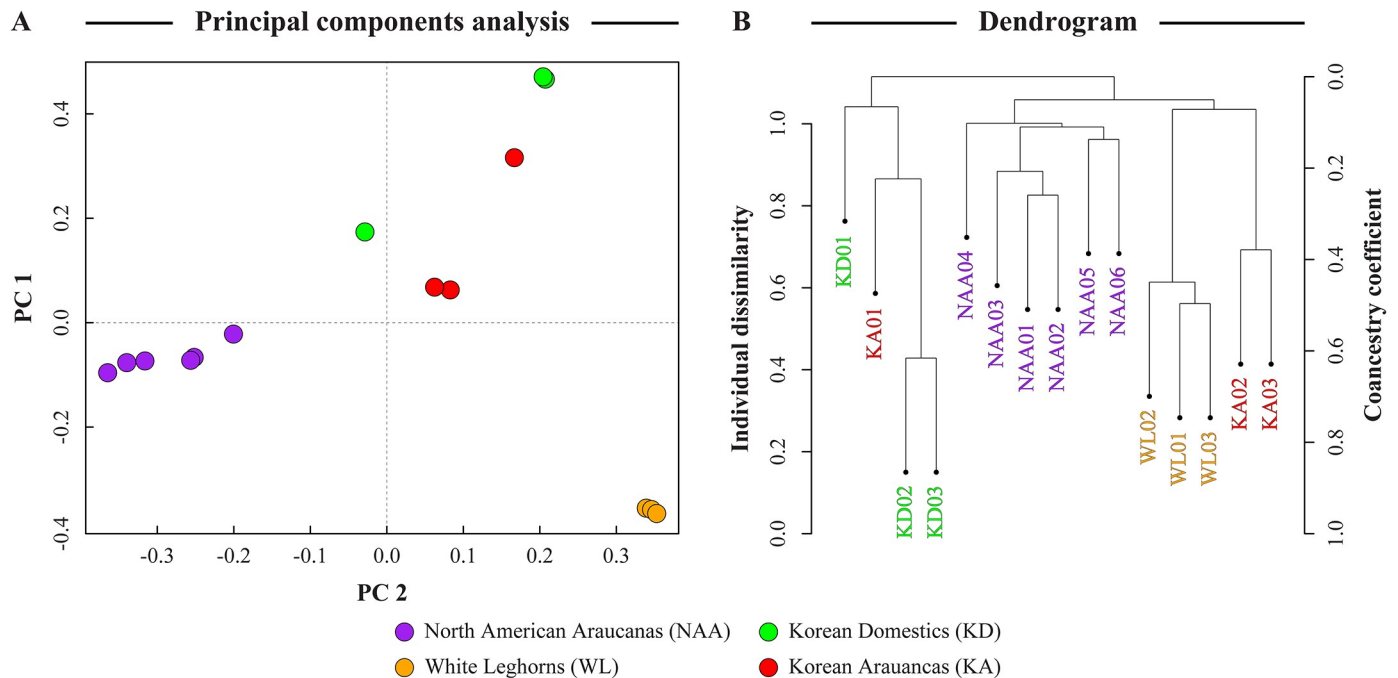 A Principal components analysis
PC 1
0.4
0.2
0.0
-0.2
-0.4
-0.3 -0.2 -0.1 0.0 0.1 0.2 0.3
PC 2
B Dendrogram
Individual dissimilarity
1.0
0.8
0.6
0.4
0.2
0.0
KD01
KA01
KD02
KD03
NAA04
NAA03
NAA01
NAA02
NAA05
NAA06
WL02
WL01
WL03
KA02
KA03
0.0
0.2
0.4
0.6
0.8
1.0
Coancestry coefficient
North American Araucanas (NAA)
Korean Domestics (KD)
White Leghorns (WL)
Korean Arauancas (KA)